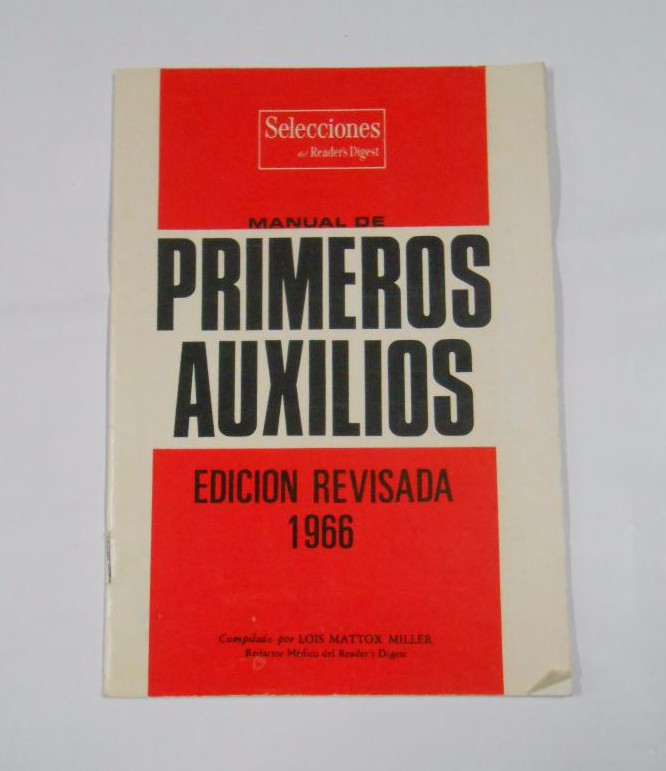 Selecciones
del Reader's Digest
MANUAL DE
PRIMEROS
AUXILIOS
EDICION REVISADA
1966
Compilado por LOIS MATTOX MILLER
Redactor Médico del Reader's Digest